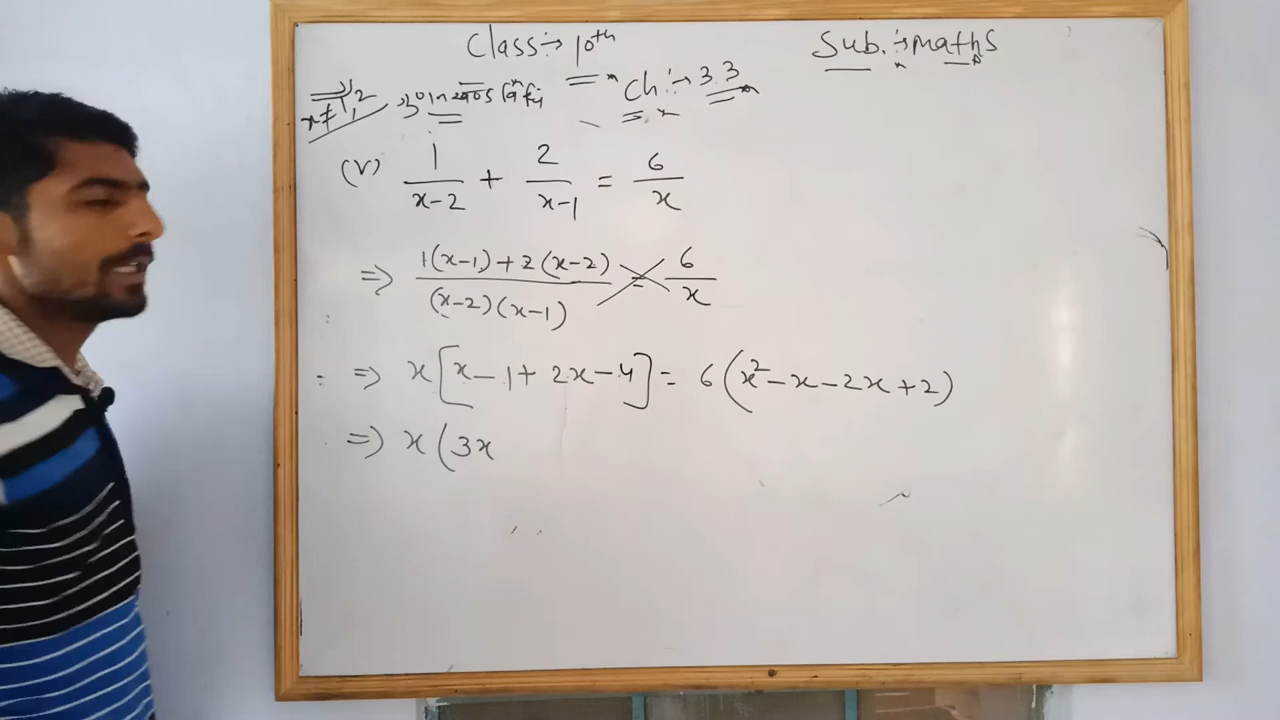 Class:→ 10th
Sub.:→ Maths
Ch:→ 3.3
x ≠ 1, 2
(V) 1/(x-2) + 2/(x-1) = 6/x
=> (1(x-1)+2(x-2))/((x-2)(x-1)) = 6/x
=> x[x-1+2x-4] = 6(x²-x-2x+2)
=> x(3x